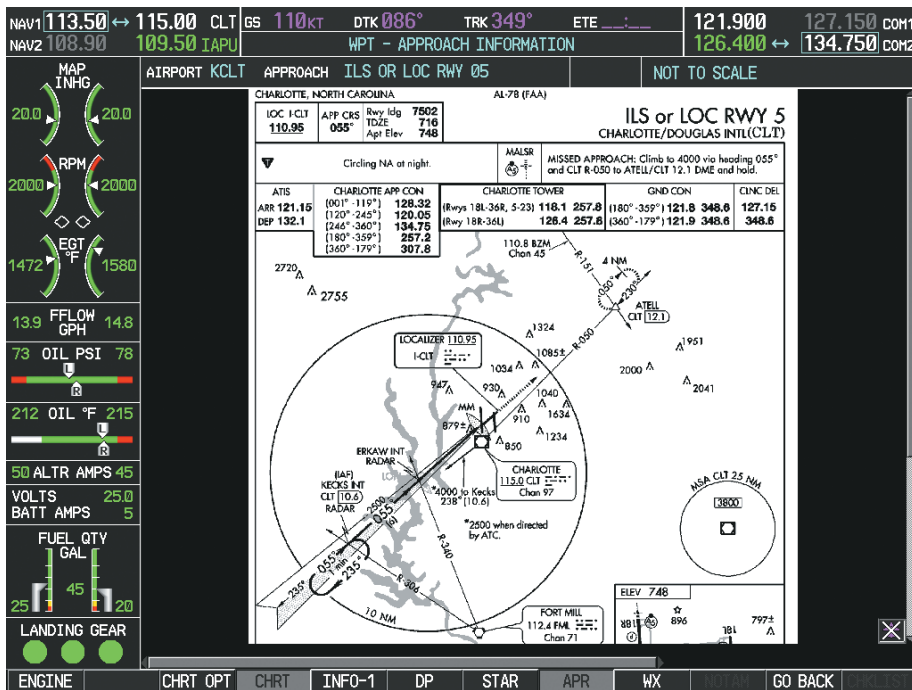 NAV1 113.50 ↔ 115.00 CLT GS 110KT DTK 086° TRK 349° ETE __:__ 121.900 127.150 COM1
NAV2 108.90 109.50 IAPU WPT - APPROACH INFORMATION 126.400 ↔ 134.750 COM2
AIRPORT KCLT APPROACH ILS OR LOC RWY 05 NOT TO SCALE
MAP
INHG
20.0 20.0
RPM
2000 2000
EGT
°F
1472 1580
13.9 FFLOW GPH 14.8
73 OIL PSI 78
L
R
212 OIL °F 215
L
R
50 ALTR AMPS 45
VOLTS 25.0
BATT AMPS 5
FUEL QTY
GAL
45
25 20
LANDING GEAR
CHARLOTTE, NORTH CAROLINA AL-78 (FAA)
LOC I-CLT
110.95
APP CRS
055°
Rwy ldg 7502
TDZE 716
Apt Elev 748
ILS or LOC RWY 5
CHARLOTTE/DOUGLAS INTL(CLT)
T
Circling NA at night.
MALSR
MISSED APPROACH: Climb to 4000 via heading 055°
and CLT R-050 to ATELL/CLT 12.1 DME and hold.
ATIS
ARR 121.15
DEP 132.1
CHARLOTTE APP CON
(001°-119°) 128.32
(120°-245°) 120.05
(246°-360°) 134.75
(180°-359°) 257.2
(360°-179°) 307.8
CHARLOTTE TOWER
(Rwys 18L-36R, 5-23) 118.1 257.8
(Rwy 18R-36L) 126.4 257.8
GND CON
(180°-359°) 121.8 348.6
(360°-179°) 121.9 348.6
CLNC DEL
127.15
348.6
110.8 BZM
Chan 45
R-151
4 NM
050°
230°
ATELL
CLT 12.1
R-050
2720
2755
LOCALIZER 110.95
I-CLT
1324
1085±
1034
1951
2000
2041
947
930
1040
1634
910
MM
879±
850
1234
ERKAW INT
RADAR
(IAF)
KECKS INT
CLT 10.6
RADAR
CHARLOTTE
115.0 CLT
Chan 97
*4000 to Kecks
238° (10.6)
*2500 when directed
by ATC.
*2500
055°
(6)
MSA CLT 25 NM
3800
R-340
055°
1 min
235°
235°
R-306
10 NM
FORT MILL
112.4 FML
Chan 71
ELEV 748
896
797±
18R
18L
ENGINE CHRT OPT CHRT INFO-1 DP STAR APR WX NOTAM GO BACK CHKLIST